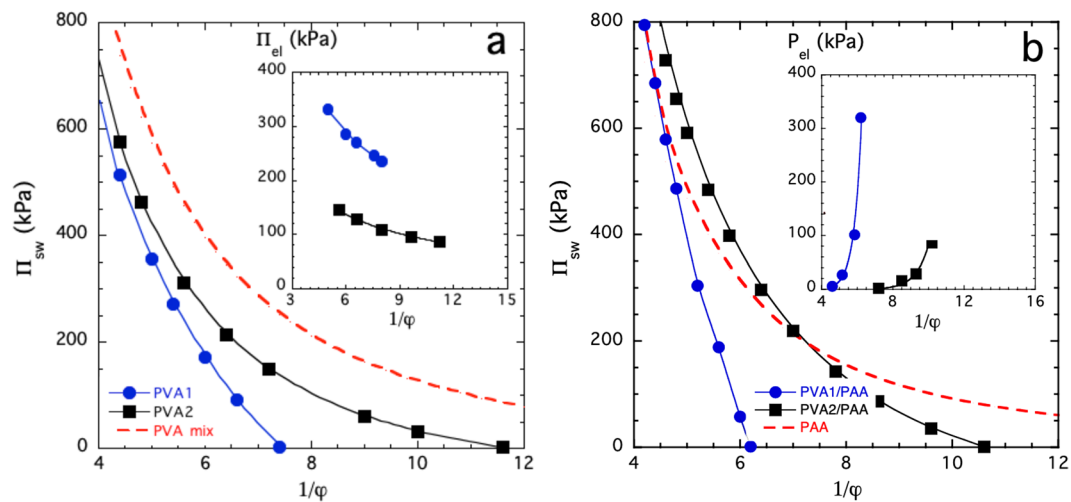 800
600
400
200
0
Π_sw (kPa)
4
6
8
10
12
1/φ
a
PVA1
PVA2
PVA mix
Π_el (kPa)
400
300
200
100
0
3
6
9
12
15
1/φ
800
600
400
200
0
Π_sw (kPa)
4
6
8
10
12
1/φ
b
PVA1/PAA
PVA2/PAA
PAA
P_el (kPa)
400
300
200
100
0
4
8
12
16
1/φ